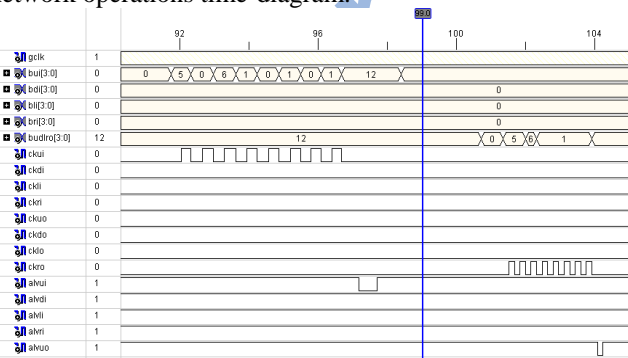 network operations time-diagram.
99.0
92 96 100 104
gclk 1
bui[3:0] 0 0 5 0 6 1 0 1 0 1 12
bdi[3:0] 0 0
bli[3:0] 0 0
bri[3:0] 0 0
budlro[3:0] 12 12 0 5 6 1
ckui 0
ckdi 0
ckli 0
ckri 0
ckuo 0
ckdo 0
cklo 0
ckro 0
alvui 1
alvdi 1
alvli 1
alvri 1
alvuo 1